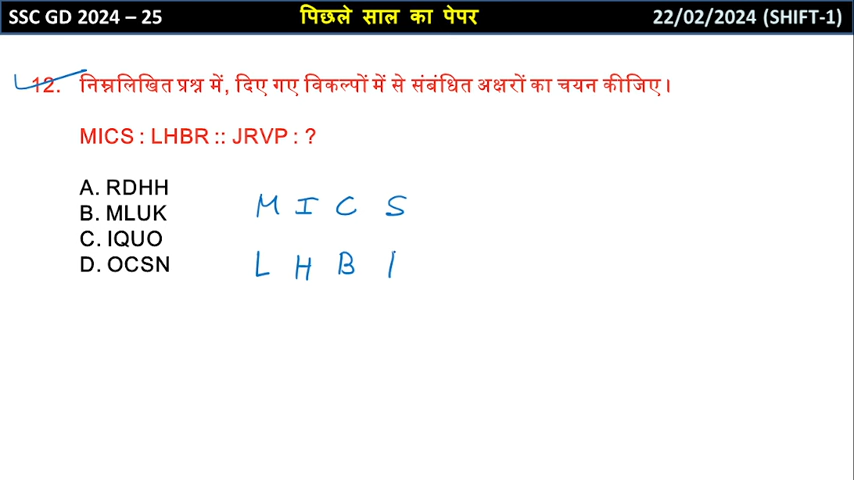 SSC GD 2024 – 25 पिछले साल का पेपर 22/02/2024 (SHIFT-1)
12. निम्नलिखित प्रश्न में, दिए गए विकल्पों में से संबंधित अक्षरों का चयन कीजिए।
MICS : LHBR :: JRVP : ?
A. RDHH
B. MLUK
C. IQUO
D. OCSN
M I C S
L H B